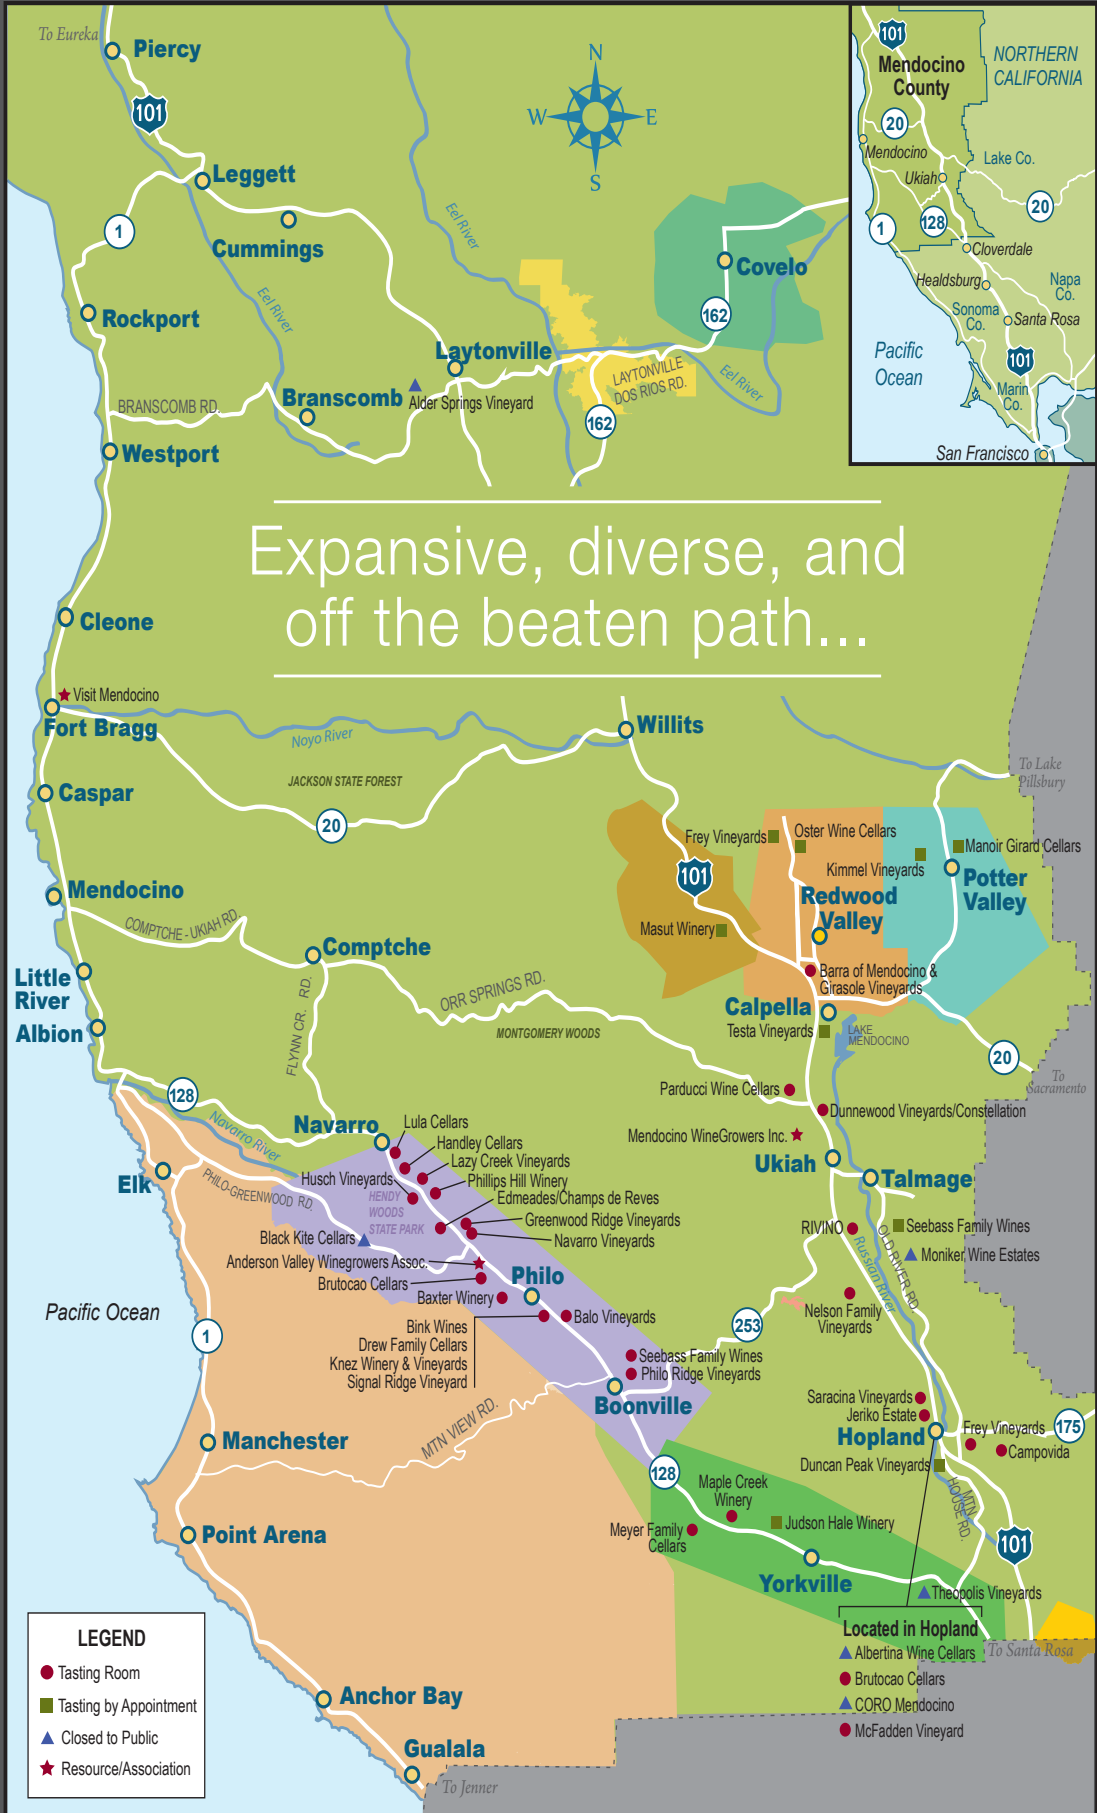 To Eureka
Piercy
101
Leggett
1
Cummings
Eel River
Eel River
N
W
E
S
Covelo
162
Rockport
Laytonville
LAYTONVILLE
DOS RIOS RD.
Eel River
Branscomb
Alder Springs Vineyard
BRANSCOMB RD.
162
Westport
101
Mendocino
County
NORTHERN
CALIFORNIA
20
Mendocino
Lake Co.
Ukiah
20
1
128
Cloverdale
Healdsburg
Napa
Co.
Sonoma
Co.
Santa Rosa
101
Pacific
Ocean
Marin
Co.
San Francisco
Expansive, diverse, and
off the beaten path...
Cleone
Visit Mendocino
Fort Bragg
Noyo River
Willits
JACKSON STATE FOREST
To Lake
Pillsbury
Caspar
20
Frey Vineyards
Oster Wine Cellars
Manoir Girard Cellars
Kimmel Vineyards
101
Potter
Valley
Redwood
Valley
Mendocino
COMPTCHE - UKIAH RD.
Masut Winery
Comptche
Barra of Mendocino &
Girasole Vineyards
Little
River
ORR SPRINGS RD.
Calpella
Albion
FLYNN CR. RD.
MONTGOMERY WOODS
Testa Vineyards
LAKE
MENDOCINO
20
To
Sacramento
Parducci Wine Cellars
128
Dunnewood Vineyards/Constellation
Navarro River
Navarro
Lula Cellars
Handley Cellars
Lazy Creek Vineyards
Phillips Hill Winery
Mendocino WineGrowers Inc.
Ukiah
Talmage
Elk
PHILO-GREENWOOD RD.
Husch Vineyards
HENDY
WOODS
STATE PARK
Edmeades/Champs de Reves
Greenwood Ridge Vineyards
Navarro Vineyards
RIVINO
Seebass Family Wines
Black Kite Cellars
Moniker Wine Estates
OLD RIVER RD.
Russian River
Anderson Valley Winegrowers Assoc.
Brutocao Cellars
Philo
Baxter Winery
Nelson Family
Vineyards
Pacific Ocean
1
Bink Wines
Drew Family Cellars
Knez Winery & Vineyards
Signal Ridge Vineyard
Balo Vineyards
253
Seebass Family Wines
Philo Ridge Vineyards
Boonville
Saracina Vineyards
Jeriko Estate
Hopland
Frey Vineyards
175
Campovida
Manchester
MTN VIEW RD.
Duncan Peak Vineyards
128
Maple Creek
Winery
MTN
HOUSE RD.
Judson Hale Winery
Meyer Family
Cellars
Point Arena
101
Yorkville
Theopolis Vineyards
Located in Hopland
Albertina Wine Cellars
Brutocao Cellars
CORO Mendocino
McFadden Vineyard
To Santa Rosa
LEGEND
Tasting Room
Tasting by Appointment
Closed to Public
Resource/Association
Anchor Bay
Gualala
To Jenner